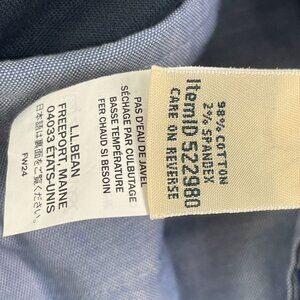 98% COTTON
2% SPANDEX
ItemID 522980
CARE ON REVERSE
PAS D'EAU DE JAVEL
SÉCHAGE PAR CULBUTAGE
BASSE TEMPÉRATURE
FER CHAUD SI BESOIN
L.L.BEAN
FREEPORT, MAINE
04033 ÉTATS-UNIS
日本語は裏面をご覧ください
FW24